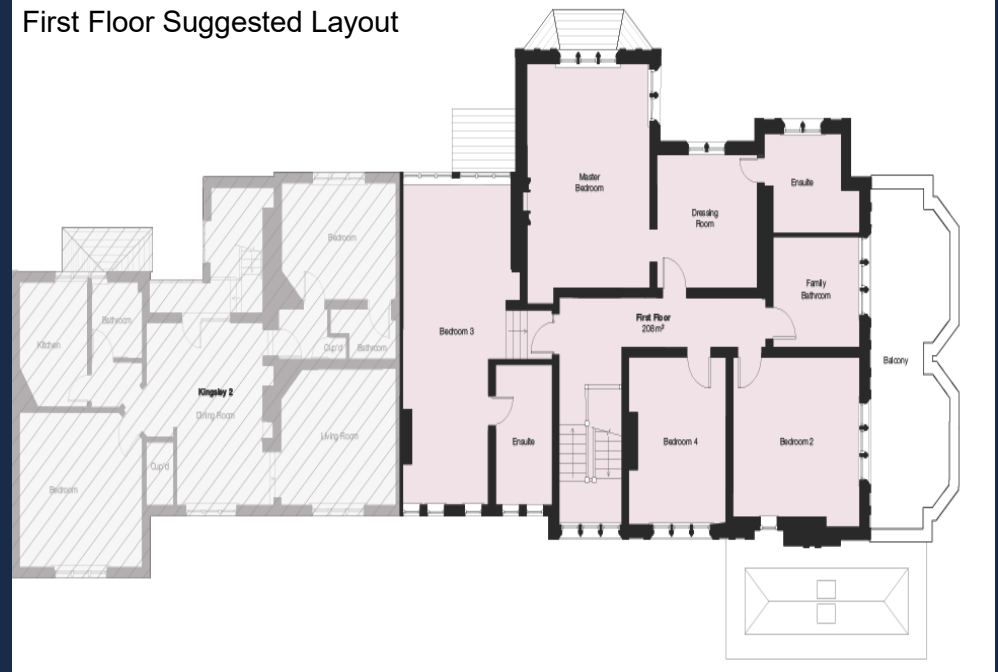 First Floor Suggested Layout
Master
Bedroom
Ensuite
Dressing
Room
Bedroom
Family
Bathroom
Bathroom
First Floor
208m²
Bedroom 3
Kitchen
Cup'd
Bathroom
Balcony
Kingsley 2
Dining Room
Living Room
Ensuite
Bedroom 4
Bedroom 2
Cup'd
Bedroom